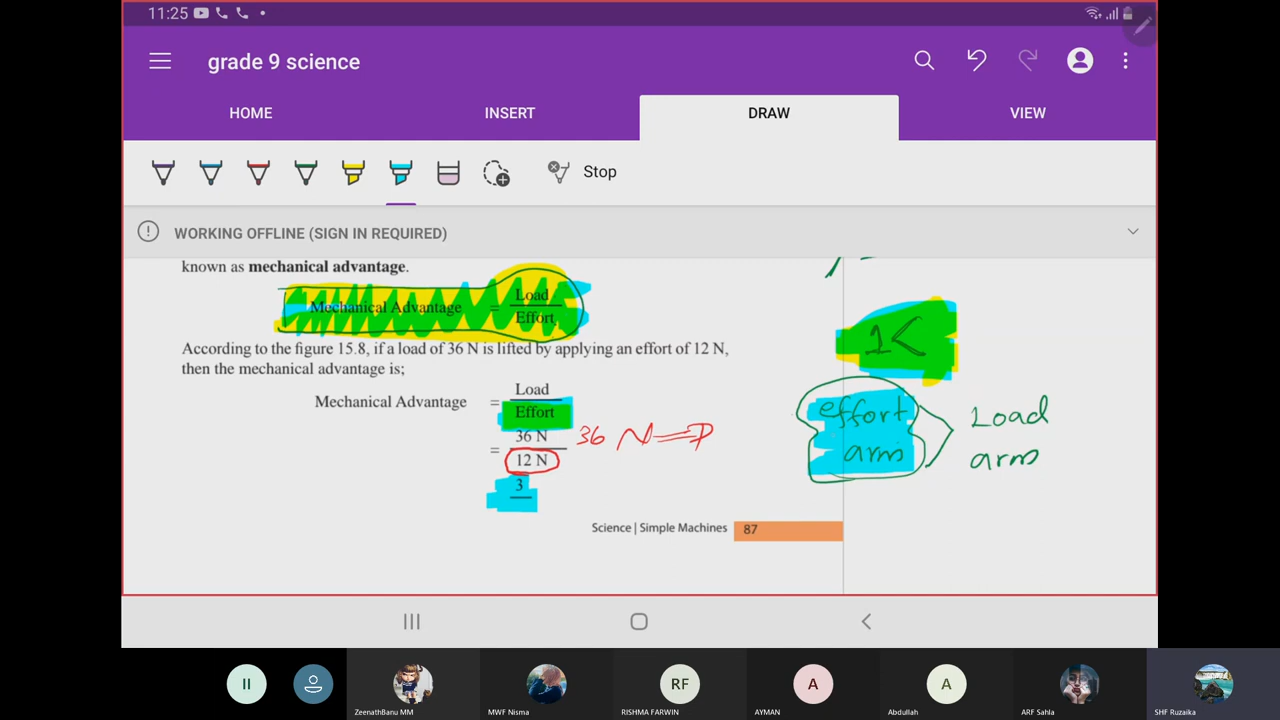 11:25
grade 9 science
HOME INSERT DRAW VIEW
Stop
WORKING OFFLINE (SIGN IN REQUIRED)
known as mechanical advantage.
Mechanical Advantage = Load
Effort
According to the figure 15.8, if a load of 36 N is lifted by applying an effort of 12 N,
then the mechanical advantage is;
Mechanical Advantage = Load
Effort
= 36 N
12 N
3
36 N
1<
effort
arm
Load
arm
Science | Simple Machines 87
II
ZeenathBanu MM
MWF Nisma
RF
RISHMA FARWIN
A
AYMAN
A
Abdullah
ARF Sahla
SHF Ruzaika